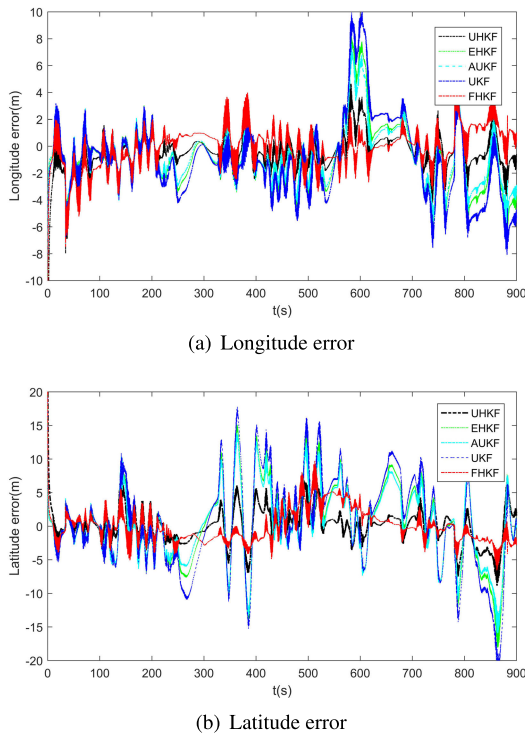 10
8
6
4
2
0
-2
-4
-6
-8
-10
Longitude error(m)
UHKF
EHKF
AUKF
UKF
FHKF
0 100 200 300 400 500 600 700 800 900
t(s)
(a) Longitude error
20
15
10
5
0
-5
-10
-15
-20
Latitude error(m)
UHKF
EHKF
AUKF
UKF
FHKF
0 100 200 300 400 500 600 700 800 900
t(s)
(b) Latitude error